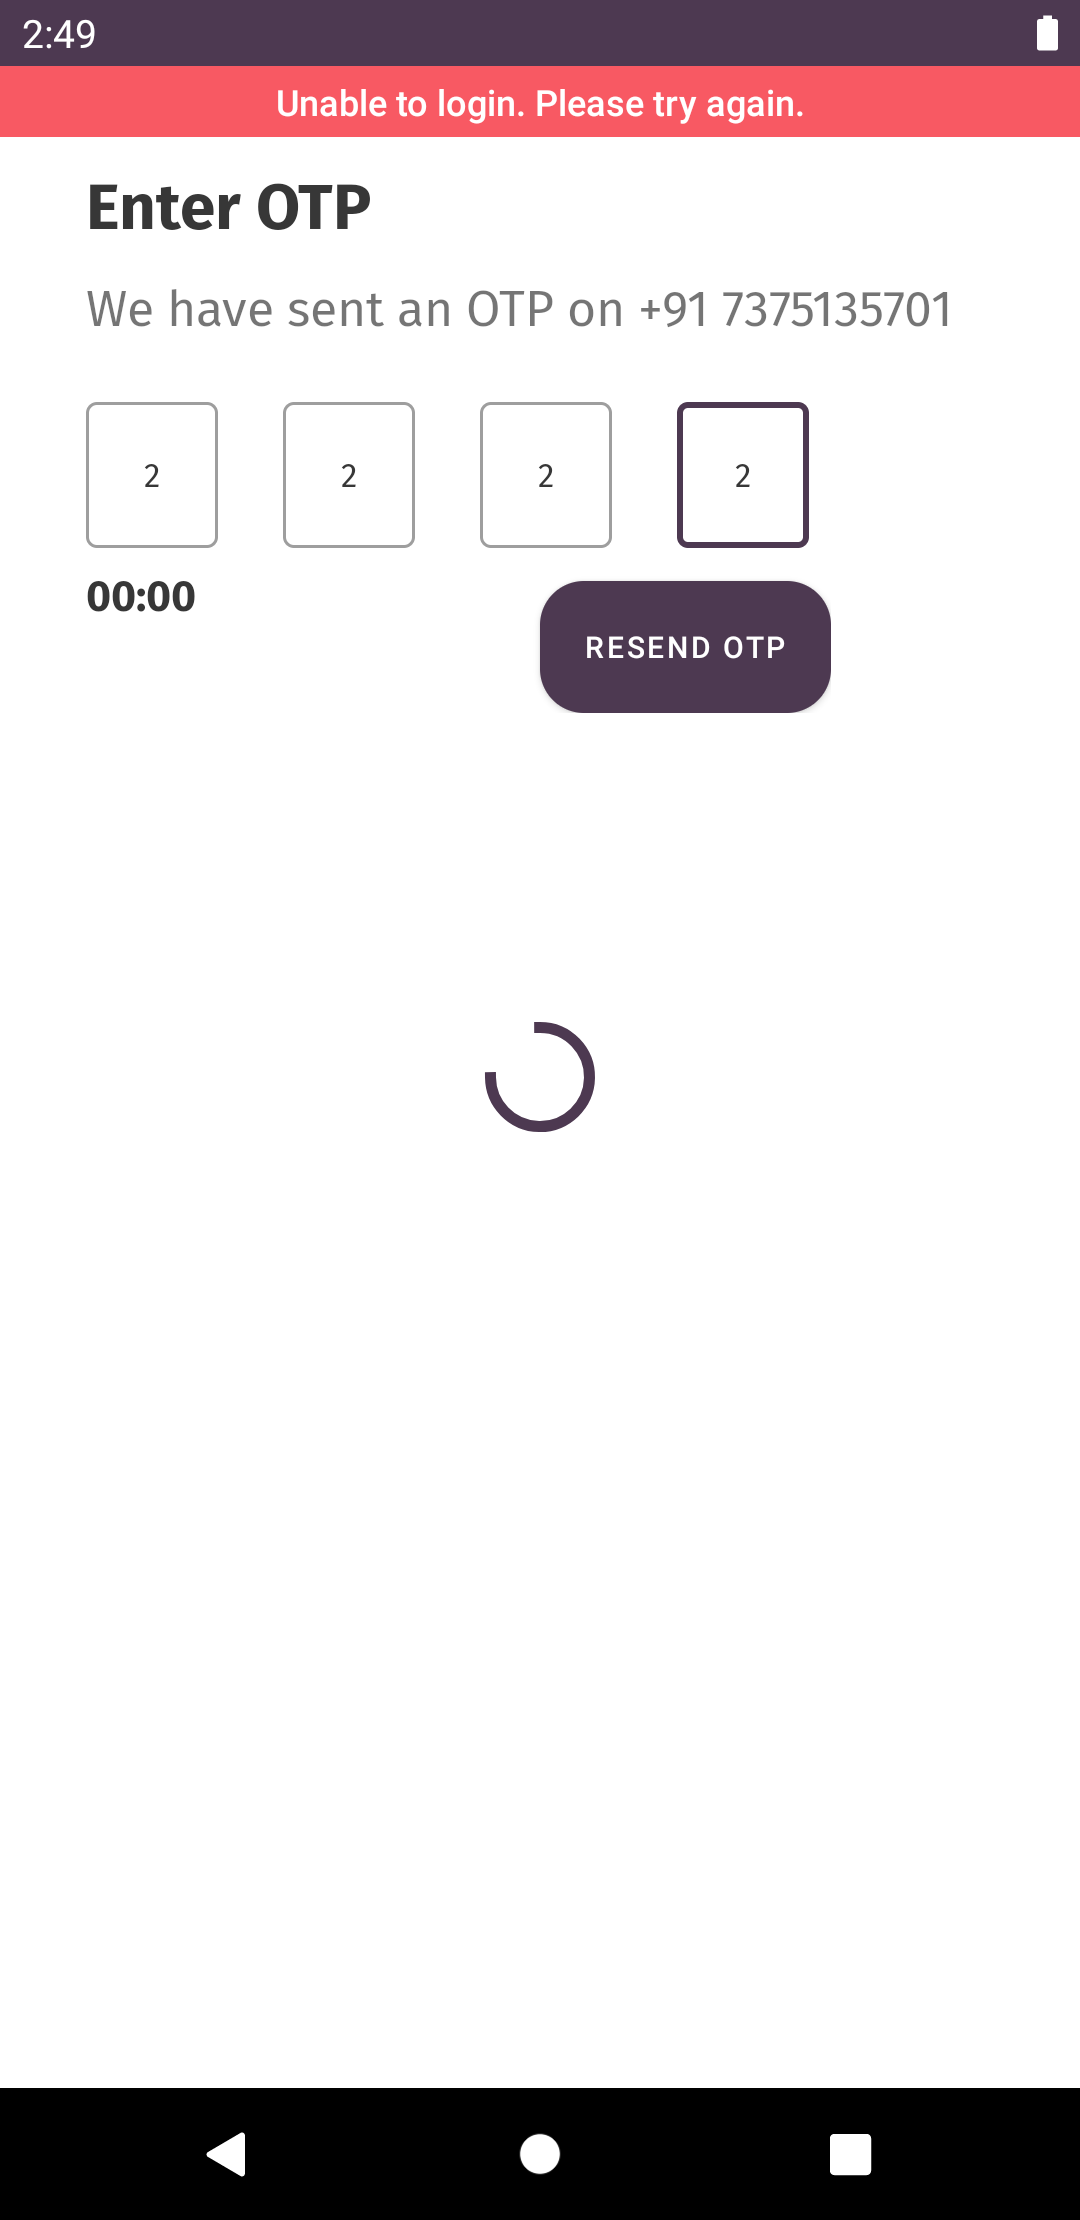 2:49
Unable to login. Please try again.
Enter OTP
We have sent an OTP on +91 7375135701
2 2 2 2
00:00
RESEND OTP